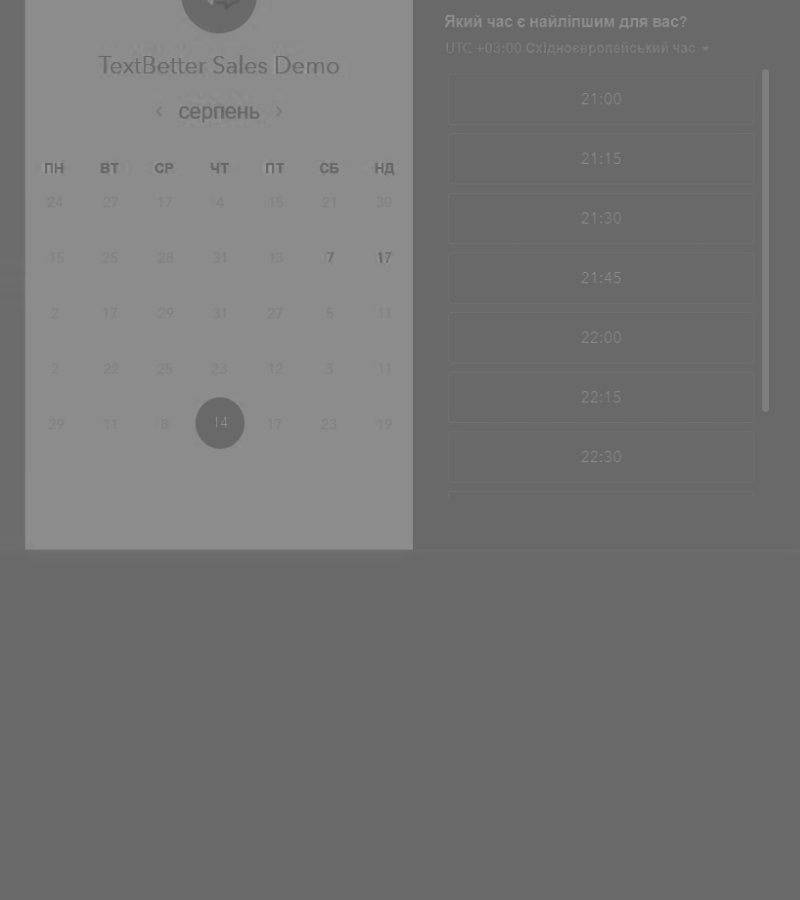 TextBetter Sales Demo
серпень
ПН ВТ СР ЧТ ПТ СБ НД
24 27 17 4 15 21 30
15 25 28 31 13 7 17
2 17 29 31 27 5 11
2 22 25 23 12 3 11
29 11 8 14 17 23 19
Який час є найліпшим для вас?
UTC +03:00 Східноєвропейський час
21:00
21:15
21:30
21:45
22:00
22:15
22:30